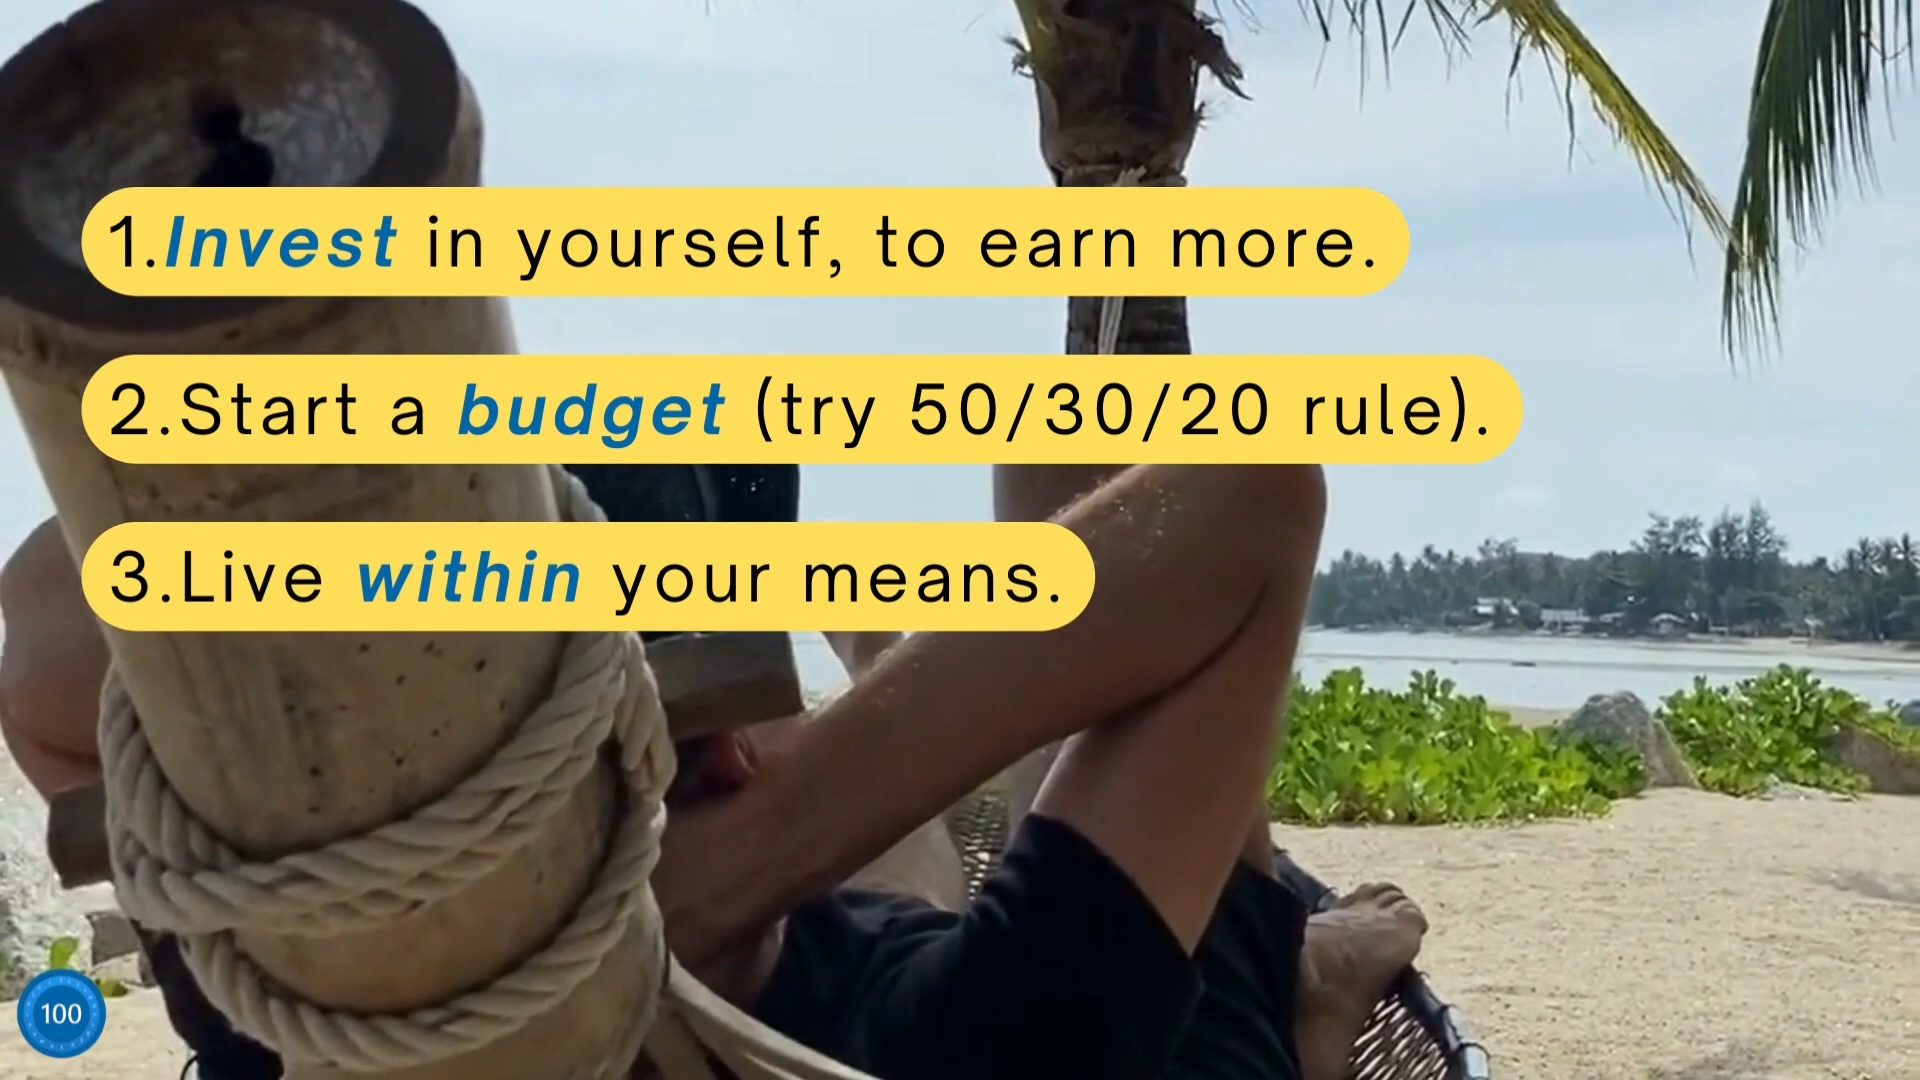 1.Invest in yourself, to earn more.
2.Start a budget (try 50/30/20 rule).
3.Live within your means.
100